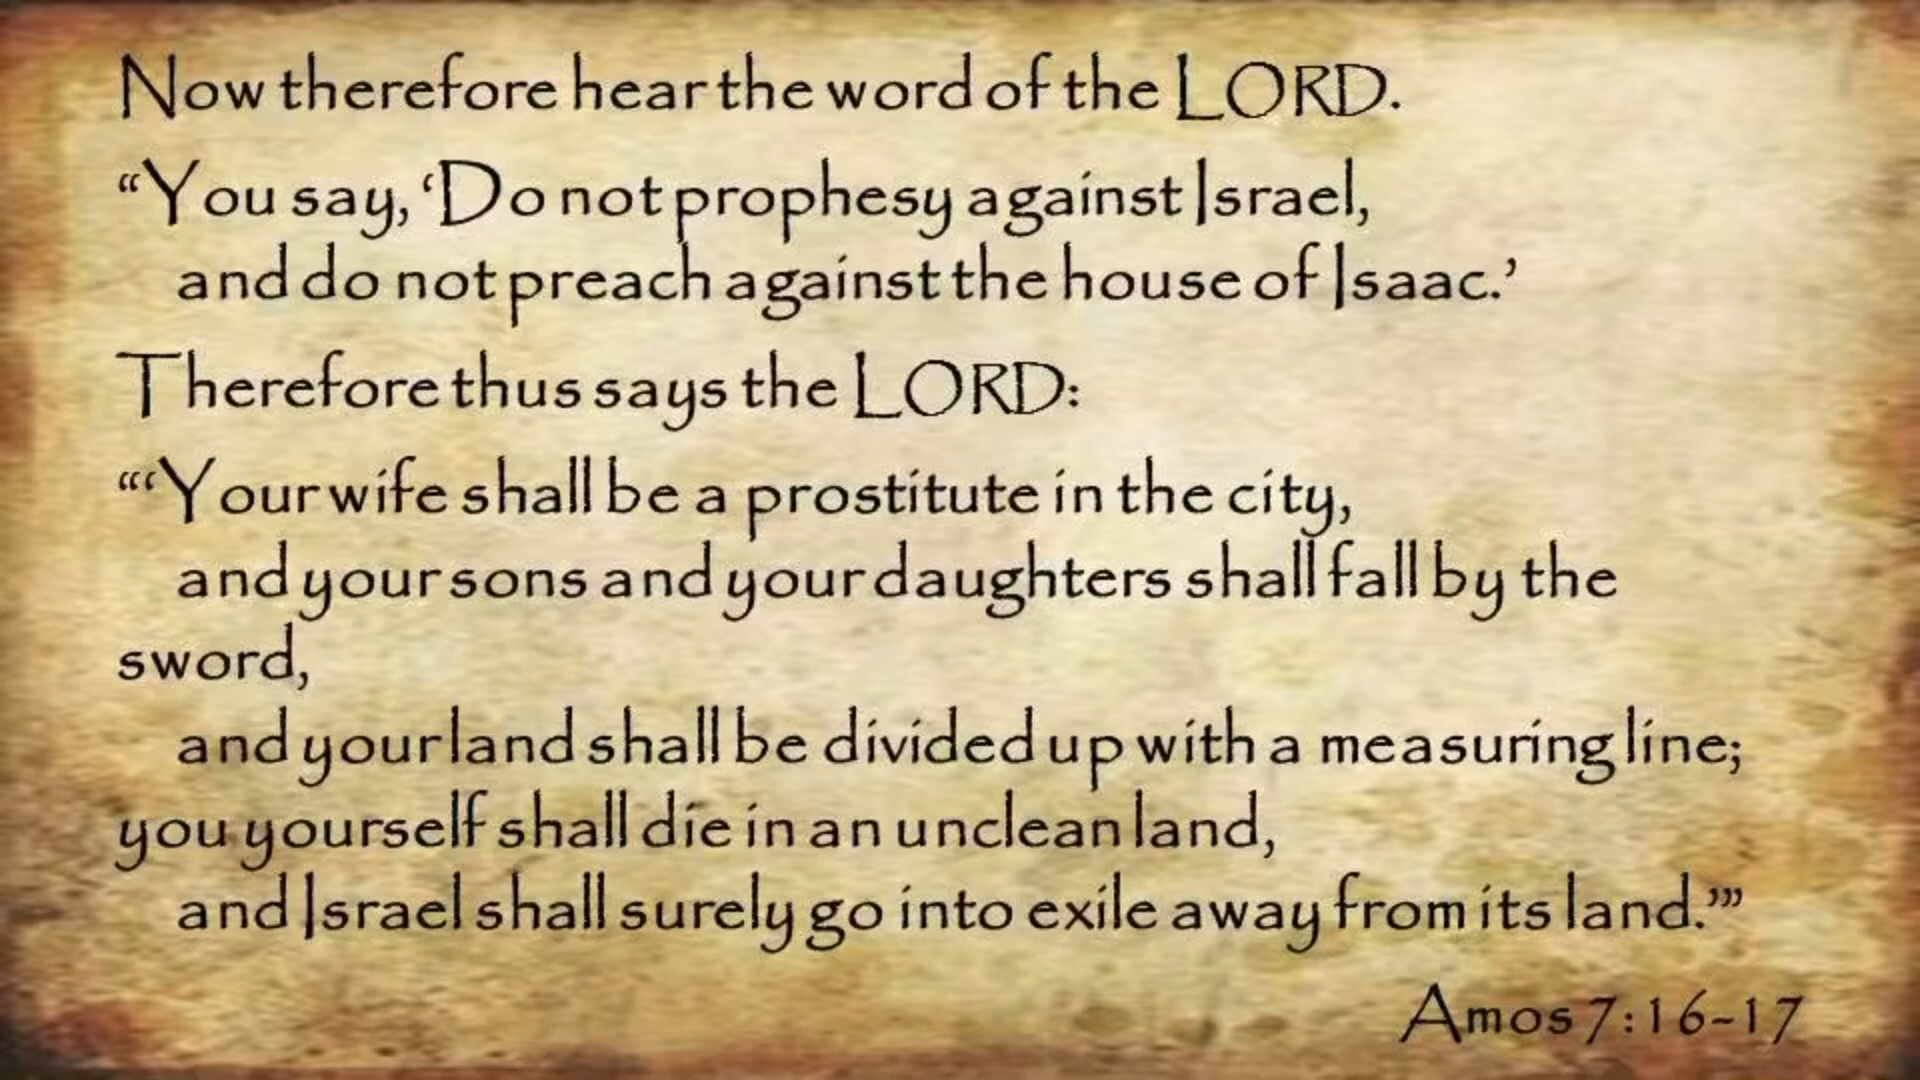 Now therefore hear the word of the LORD.
“You say, ‘Do not prophesy against Israel,
and do not preach against the house of Isaac.’
Therefore thus says the LORD:
“‘Your wife shall be a prostitute in the city,
and your sons and your daughters shall fall by the
sword,
and your land shall be divided up with a measuring line;
you yourself shall die in an unclean land,
and Israel shall surely go into exile away from its land.’”
Amos 7:16-17